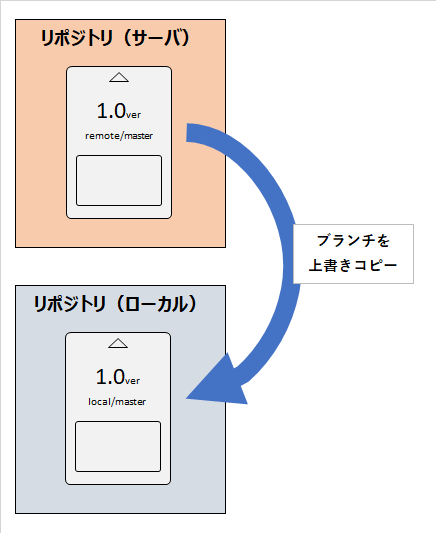 リポジトリ（サーバ）
1.0ver
remote/master
ブランチを
上書きコピー
リポジトリ（ローカル）
1.0ver
local/master